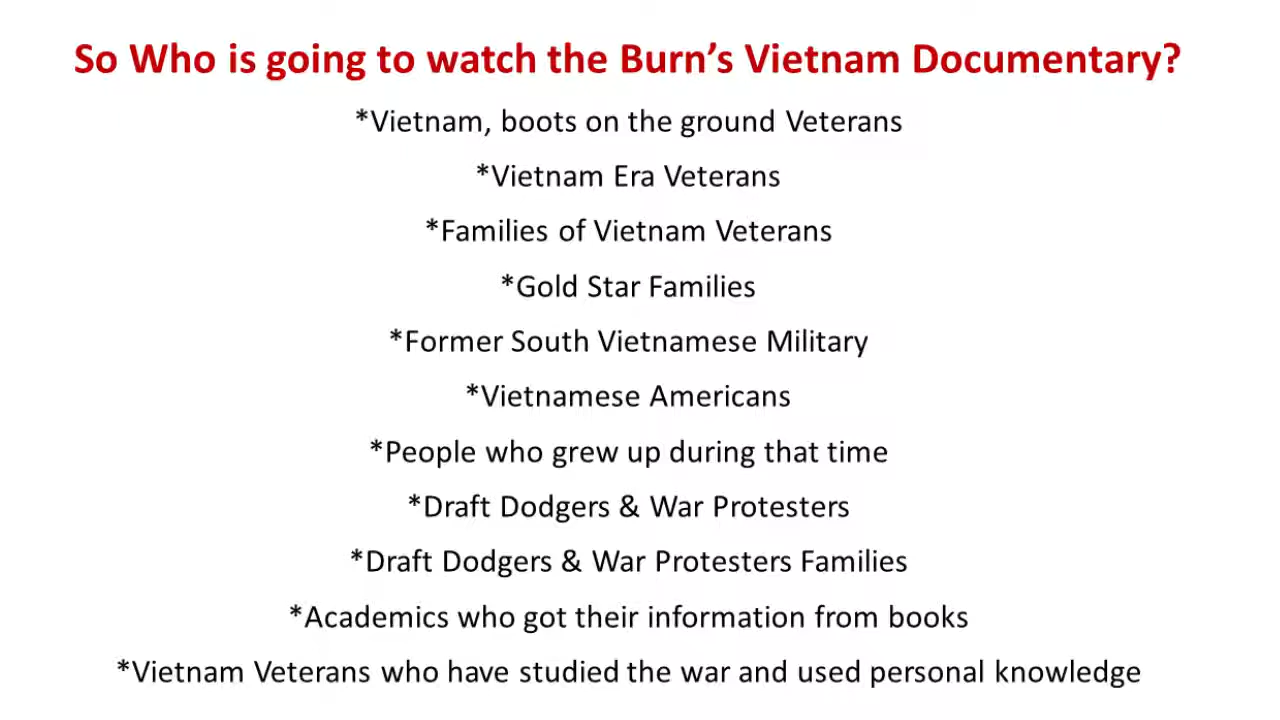 So Who is going to watch the Burn’s Vietnam Documentary?
*Vietnam, boots on the ground Veterans
*Vietnam Era Veterans
*Families of Vietnam Veterans
*Gold Star Families
*Former South Vietnamese Military
*Vietnamese Americans
*People who grew up during that time
*Draft Dodgers & War Protesters
*Draft Dodgers & War Protesters Families
*Academics who got their information from books
*Vietnam Veterans who have studied the war and used personal knowledge